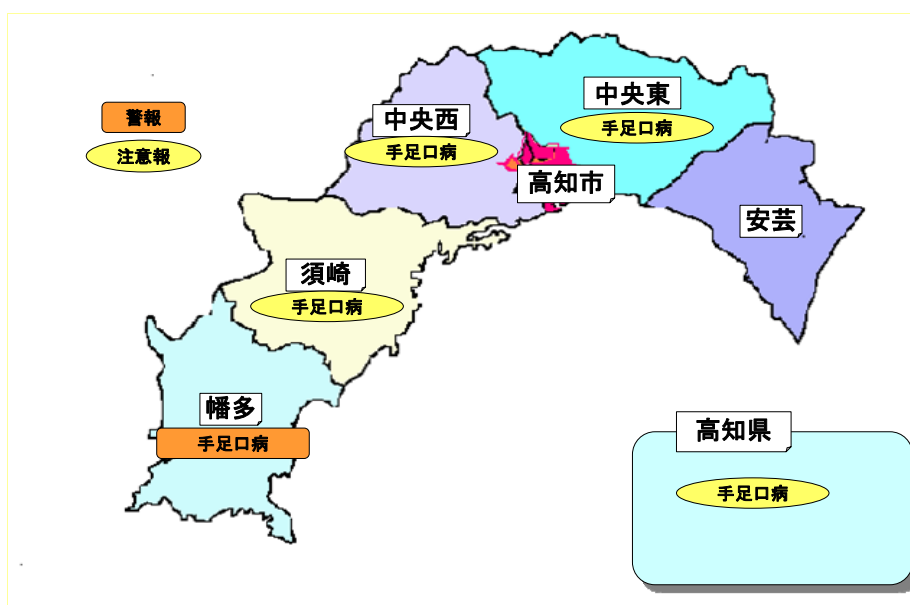 警報
注意報
中央西
手足口病
中央東
手足口病
高知市
安芸
須崎
手足口病
幡多
手足口病
高知県
手足口病